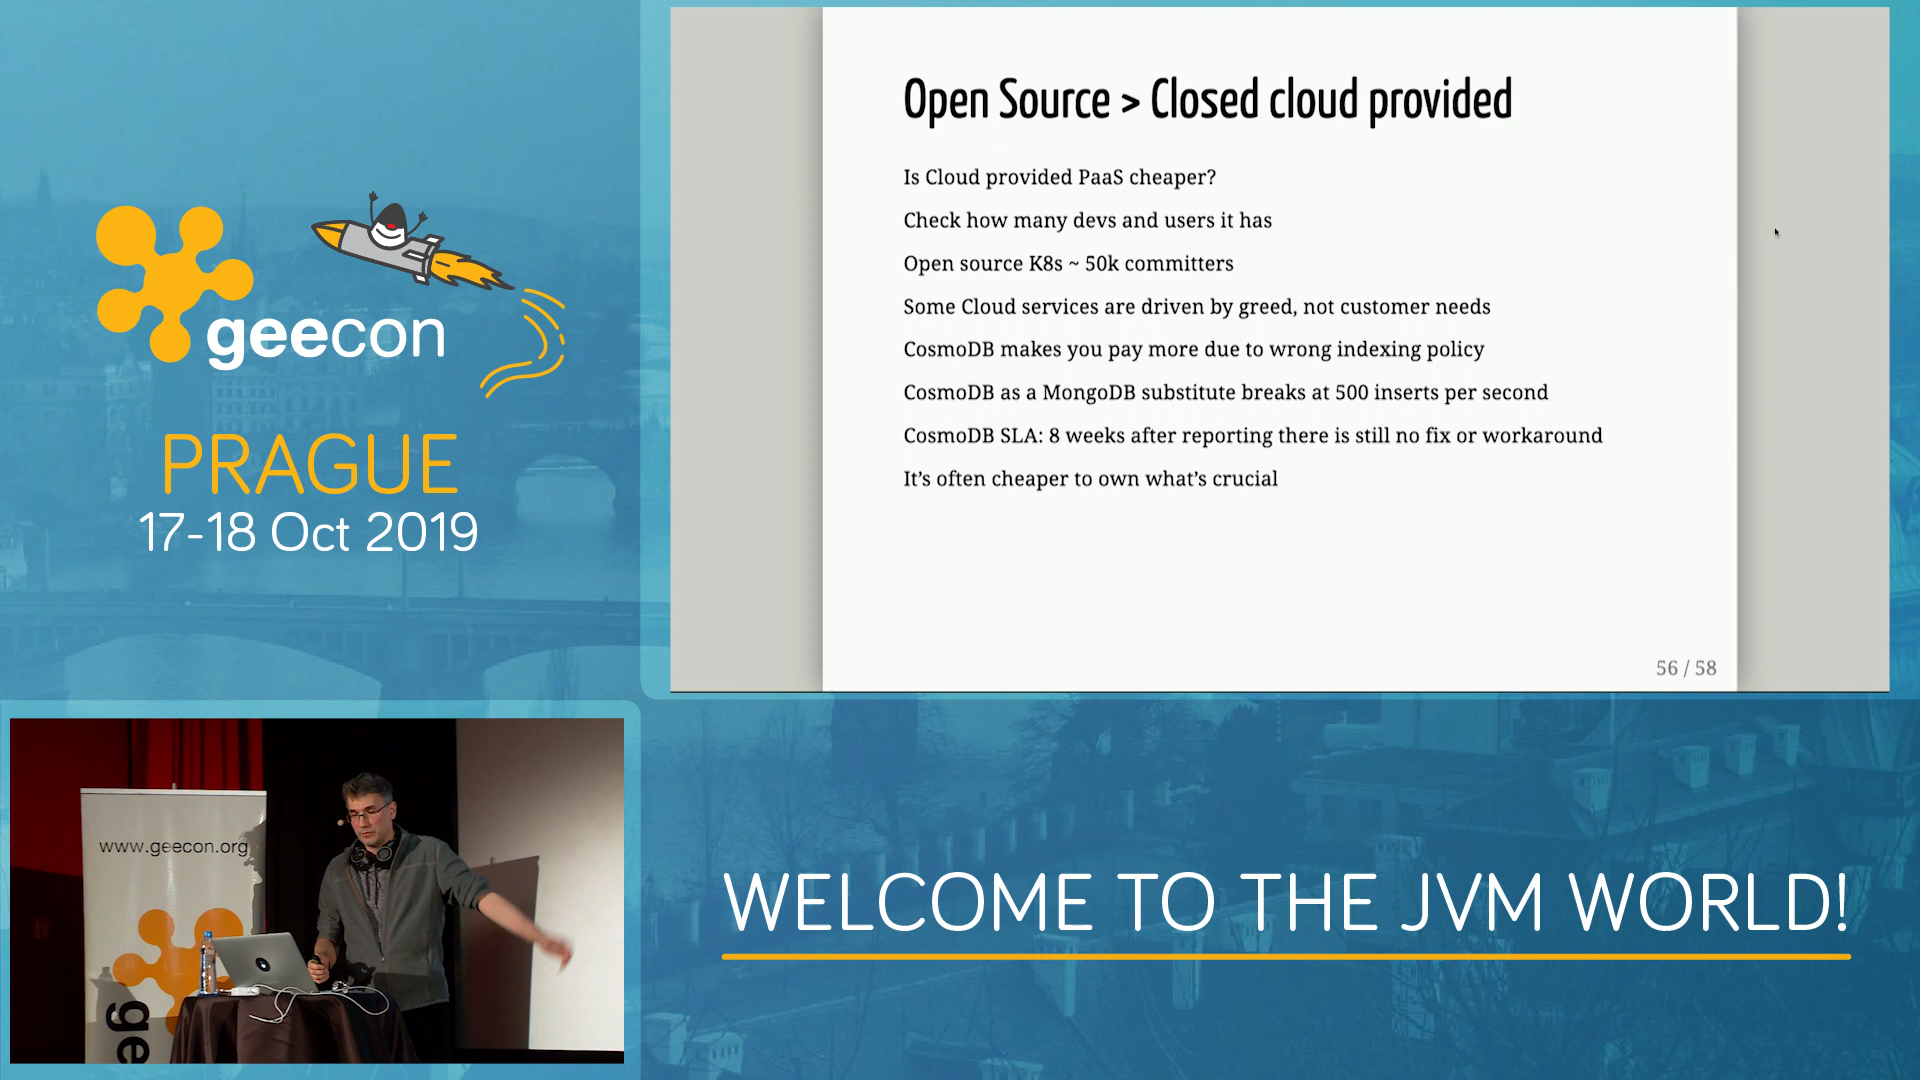 geecon
PRAGUE
17-18 Oct 2019
Open Source > Closed cloud provided
Is Cloud provided PaaS cheaper?
Check how many devs and users it has
Open source K8s ~ 50k committers
Some Cloud services are driven by greed, not customer needs
CosmoDB makes you pay more due to wrong indexing policy
CosmoDB as a MongoDB substitute breaks at 500 inserts per second
CosmoDB SLA: 8 weeks after reporting there is still no fix or workaround
It's often cheaper to own what's crucial
56 / 58
www.geecon.org
ge
WELCOME TO THE JVM WORLD!